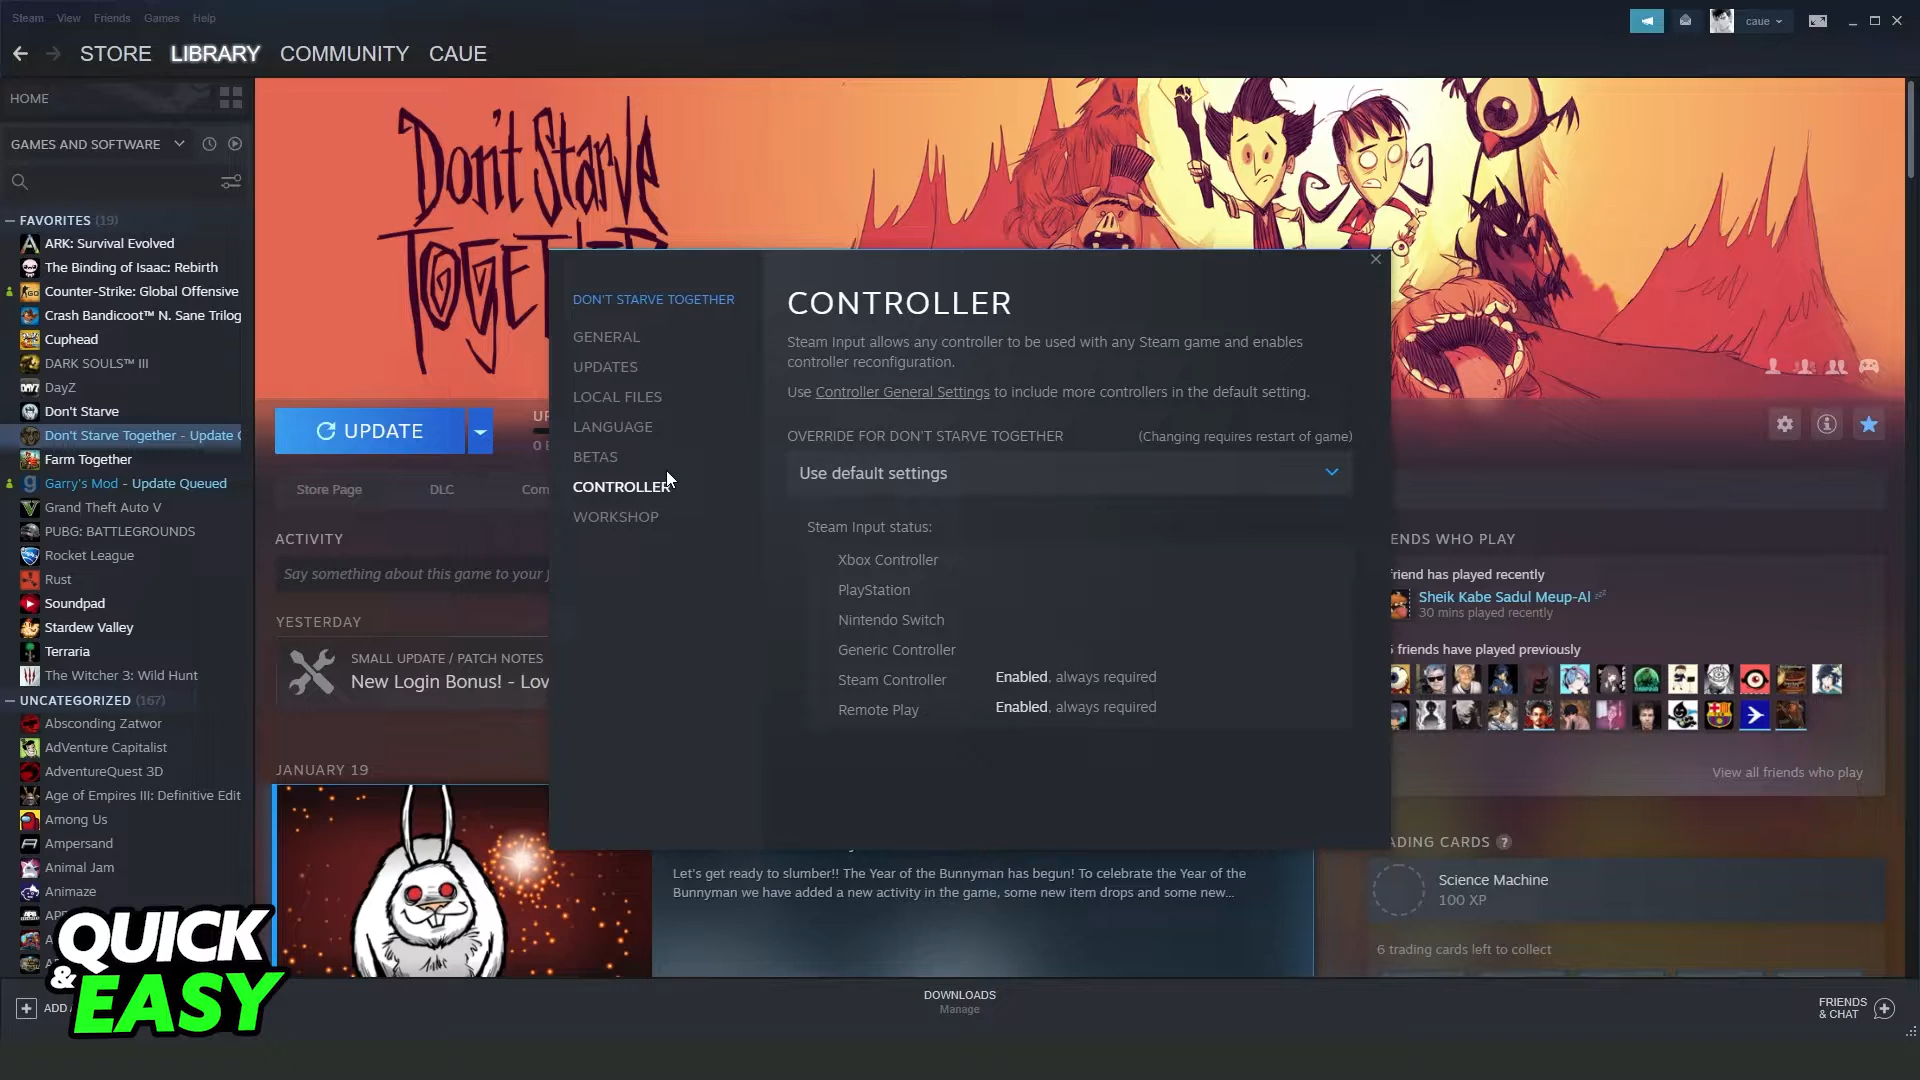 Steam View Friends Games Help
caue
STORE LIBRARY COMMUNITY CAUE
HOME
GAMES AND SOFTWARE
FAVORITES (19)
ARK: Survival Evolved
The Binding of Isaac: Rebirth
Counter-Strike: Global Offensive
Crash Bandicoot™ N. Sane Trilog
Cuphead
DARK SOULS™ III
DayZ
Don't Starve
Don't Starve Together - Update
Farm Together
Garry's Mod - Update Queued
Grand Theft Auto V
PUBG: BATTLEGROUNDS
Rocket League
Rust
Soundpad
Stardew Valley
Terraria
The Witcher 3: Wild Hunt
UNCATEGORIZED (167)
Absconding Zatwor
AdVenture Capitalist
AdventureQuest 3D
Age of Empires III: Definitive Edit
Among Us
Ampersand
Animal Jam
Animaze
QUICK
&
EASY
ADD
Don't Starve
UPDATE
Store Page DLC
ACTIVITY
Say something about this game to your
YESTERDAY
SMALL UPDATE / PATCH NOTES
New Login Bonus! - Lov
JANUARY 19
DON'T STARVE TOGETHER
GENERAL
UPDATES
LOCAL FILES
LANGUAGE
BETAS
CONTROLLER
WORKSHOP
CONTROLLER
Steam Input allows any controller to be used with any Steam game and enables
controller reconfiguration.
Use Controller General Settings to include more controllers in the default setting.
OVERRIDE FOR DON'T STARVE TOGETHER (Changing requires restart of game)
Use default settings
Steam Input status:
Xbox Controller
PlayStation
Nintendo Switch
Generic Controller
Steam Controller Enabled, always required
Remote Play Enabled, always required
Let's get ready to slumber!! The Year of the Bunnyman has begun! To celebrate the Year of the
Bunnyman we have added a new activity in the game, some new item drops and some new...
ENDS WHO PLAY
friend has played recently
Sheik Kabe Sadul Meup-Al
30 mins played recently
friends have played previously
View all friends who play
ADING CARDS ?
Science Machine
100 XP
6 trading cards left to collect
DOWNLOADS
Manage
FRIENDS
& CHAT